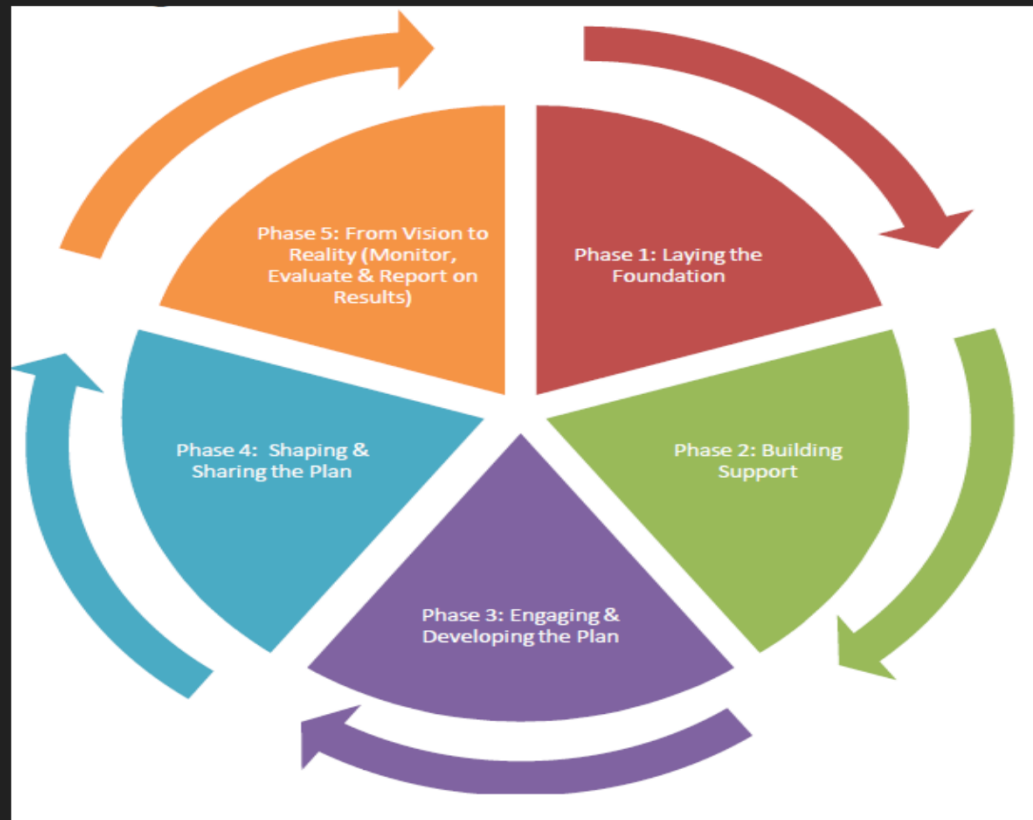 Phase 1: Laying the
Foundation
Phase 2: Building
Support
Phase 3: Engaging &
Developing the Plan
Phase 4:  Shaping &
Sharing the Plan
Phase 5: From Vision to
Reality (Monitor,
Evaluate & Report on
Results)